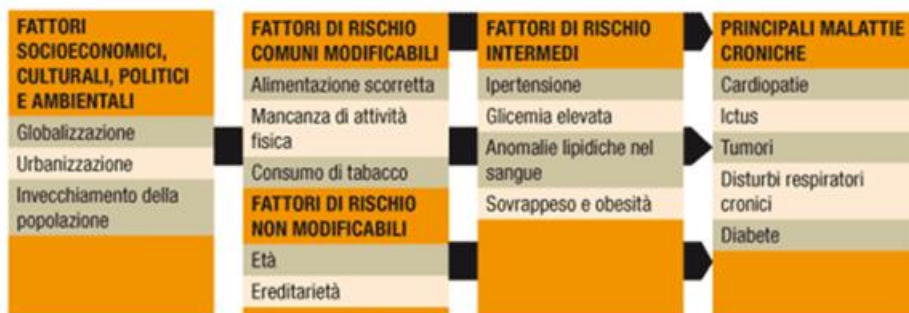 FATTORI
SOCIOECONOMICI,
CULTURALI, POLITICI
E AMBIENTALI
Globalizzazione
Urbanizzazione
Invecchiamento della
popolazione
FATTORI DI RISCHIO
COMUNI MODIFICABILI
Alimentazione scorretta
Mancanza di attività
fisica
Consumo di tabacco
FATTORI DI RISCHIO
NON MODIFICABILI
Età
Ereditarietà
FATTORI DI RISCHIO
INTERMEDI
Ipertensione
Glicemia elevata
Anomalie lipidiche nel
sangue
Sovrappeso e obesità
PRINCIPALI MALATTIE
CRONICHE
Cardiopatie
Ictus
Tumori
Disturbi respiratori
cronici
Diabete